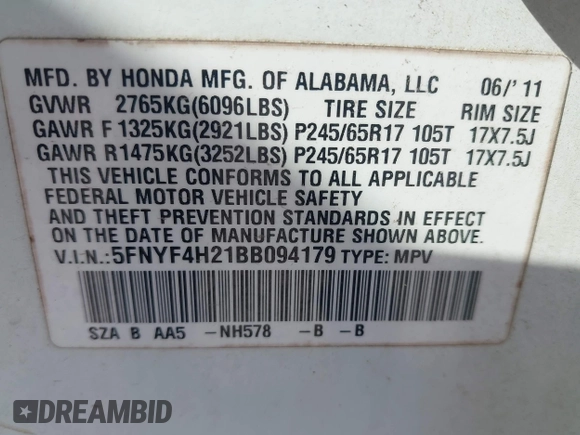 MFD. BY HONDA MFG. OF ALABAMA, LLC 06/'11
GVWR 2765KG(6096LBS) TIRE SIZE RIM SIZE
GAWR F 1325KG(2921LBS) P245/65R17 105T 17X7.5J
GAWR R1475KG(3252LBS) P245/65R17 105T 17X7.5J
THIS VEHICLE CONFORMS TO ALL APPLICABLE
FEDERAL MOTOR VEHICLE SAFETY
AND THEFT PREVENTION STANDARDS IN EFFECT
ON THE DATE OF MANUFACTURE SHOWN ABOVE.
V.I.N.:5FNYF4H21BB094179 TYPE: MPV
SZA B AA5 -NH578 -B -B
DREAMBID